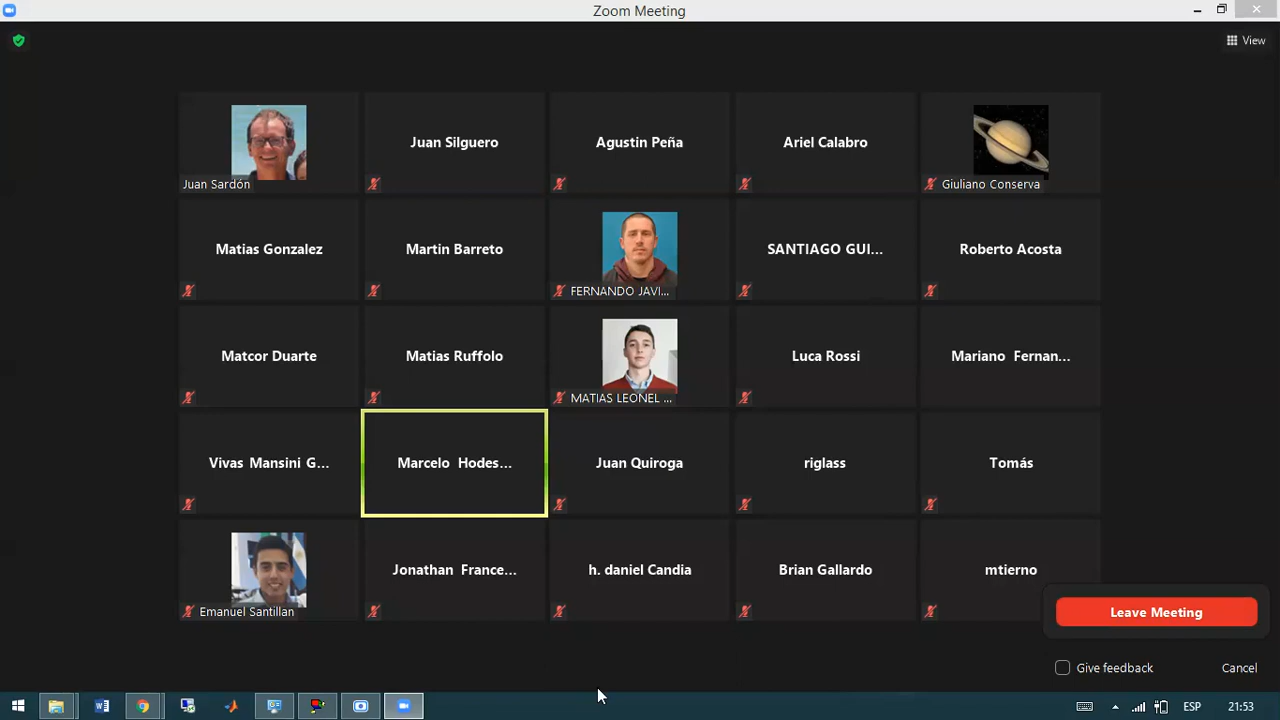 Zoom Meeting
View
Juan Sardón
Juan Silguero
Agustin Peña
Ariel Calabro
Giuliano Conserva
Matias Gonzalez
Martin Barreto
FERNANDO JAVI...
SANTIAGO GUI...
Roberto Acosta
Matcor Duarte
Matias Ruffolo
MATIAS LEONEL ...
Luca Rossi
Mariano Fernan...
Vivas Mansini G...
Marcelo Hodes...
Juan Quiroga
riglass
Tomás
Emanuel Santillan
Jonathan France...
h. daniel Candia
Brian Gallardo
mtierno
Leave Meeting
Give feedback
Cancel
ESP
21:53